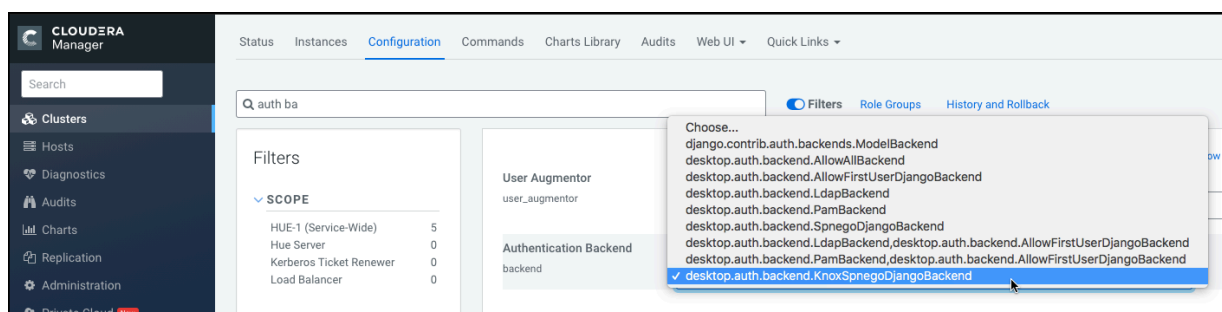 CLOUDERA
Manager
Search
Clusters
Hosts
Diagnostics
Audits
Charts
Replication
Administration
Private Cloud
Status Instances Configuration Commands Charts Library Audits Web UI Quick Links
auth ba
Filters Role Groups History and Rollback
Filters
SCOPE
HUE-1 (Service-Wide) 5
Hue Server 0
Kerberos Ticket Renewer 0
Load Balancer 0
User Augmentor
user_augmentor
Authentication Backend
backend
Choose...
django.contrib.auth.backends.ModelBackend
desktop.auth.backend.AllowAllBackend
desktop.auth.backend.AllowFirstUserDjangoBackend
desktop.auth.backend.LdapBackend
desktop.auth.backend.PamBackend
desktop.auth.backend.SpnegoDjangoBackend
desktop.auth.backend.LdapBackend,desktop.auth.backend.AllowFirstUserDjangoBackend
desktop.auth.backend.PamBackend,desktop.auth.backend.AllowFirstUserDjangoBackend
✓ desktop.auth.backend.KnoxSpnegoDjangoBackend